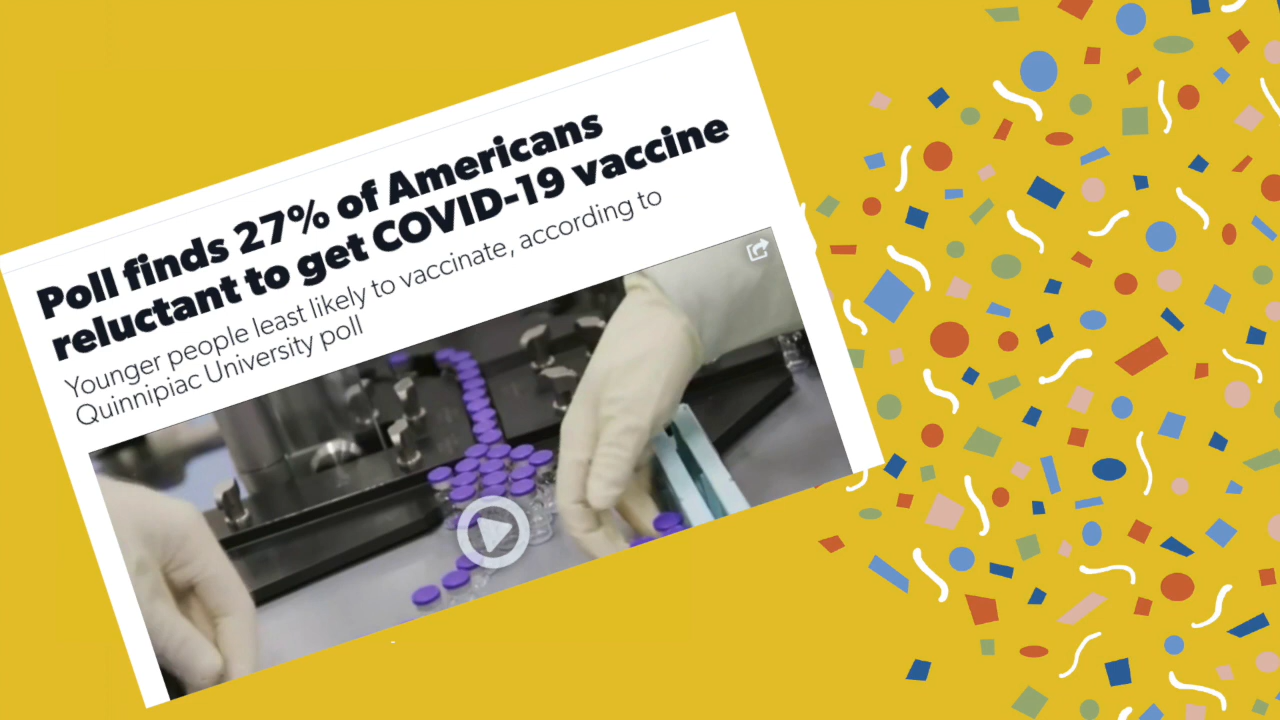 Poll finds 27% of Americans
reluctant to get COVID-19 vaccine
Younger people least likely to vaccinate, according to
Quinnipiac University poll